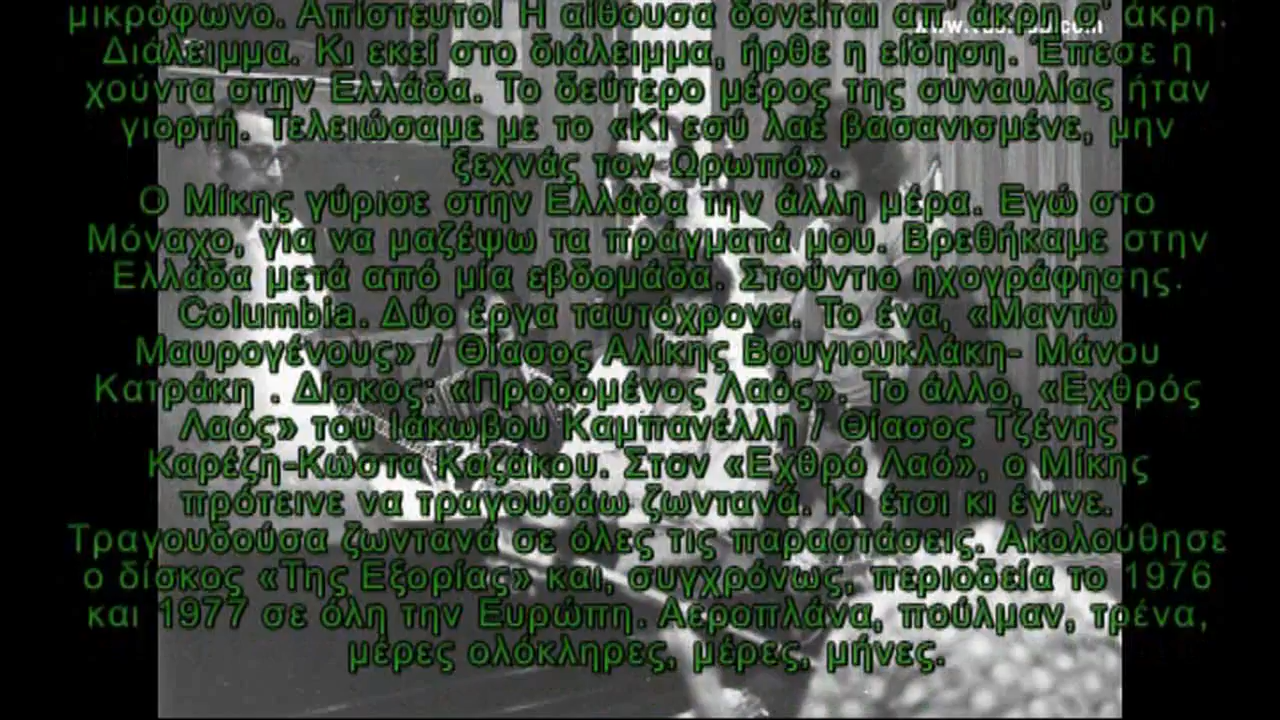 μικρόφωνο. Απίστευτο! Η αίθουσα δονείται απ' άκρη σ' άκρη.
Διάλειμμα. Κι εκεί στο διάλειμμα, ήρθε η είδηση. Έπεσε η
χούντα στην Ελλάδα. Το δεύτερο μέρος της συναυλίας ήταν
γιορτή. Τελειώσαμε με το «Κι εσύ λαέ βασανισμένε, μην
ξεχνάς τον Ωρωπό».
Ο Μίκης γύρισε στην Ελλάδα την άλλη μέρα. Εγώ στο
Μόναχο, για να μαζέψω τα πράγματά μου. Βρεθήκαμε στην
Ελλάδα μετά από μία εβδομάδα. Στούντιο ηχογράφησης.
Columbia. Δύο έργα ταυτόχρονα. Το ένα, «Μαντώ
Μαυρογένους» / Θίασος Αλίκης Βουγιουκλάκη- Μάνου
Κατράκη . Δίσκος: «Προδομένος Λαός». Το άλλο, «Εχθρός
Λαός» του Ιάκωβου Καμπανέλλη / Θίασος Τζένης
Καρέζη-Κώστα Καζάκου. Στον «Εχθρό Λαό», ο Μίκης
πρότεινε να τραγουδάω ζωντανά. Κι έτσι κι έγινε.
Τραγουδούσα ζωντανά σε όλες τις παραστάσεις. Ακολούθησε
ο δίσκος «Της Εξορίας» και, συγχρόνως, περιοδεία το 1976
και 1977 σε όλη την Ευρώπη. Αεροπλάνα, πούλμαν, τρένα,
μέρες ολόκληρες, μέρες, μήνες.